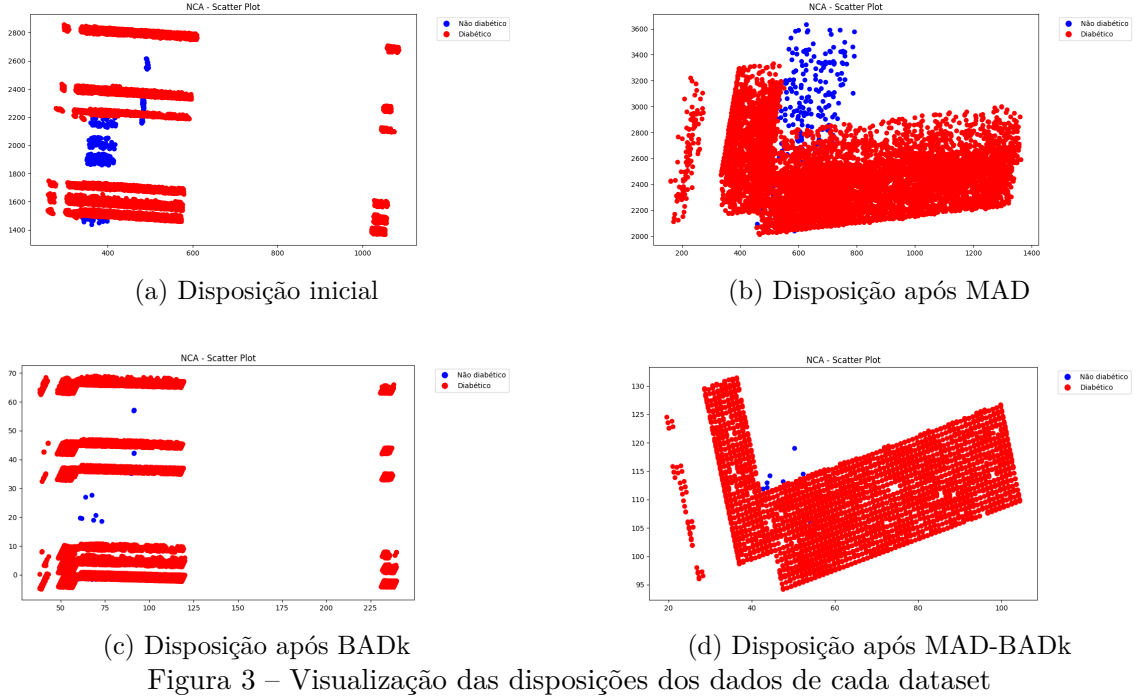 NCA - Scatter Plot
2800
2600
2400
2200
2000
1800
1600
1400
400 600 800 1000
Não diabético
Diabético
(a) Disposição inicial
NCA - Scatter Plot
3600
3400
3200
3000
2800
2600
2400
2200
2000
200 400 600 800 1000 1200 1400
Não diabético
Diabético
(b) Disposição após MAD
NCA - Scatter Plot
70
60
50
40
30
20
10
0
50 75 100 125 150 175 200 225
Não diabético
Diabético
(c) Disposição após BADk
NCA - Scatter Plot
130
125
120
115
110
105
100
95
20 40 60 80 100
Não diabético
Diabético
(d) Disposição após MAD-BADk
Figura 3 – Visualização das disposições dos dados de cada dataset